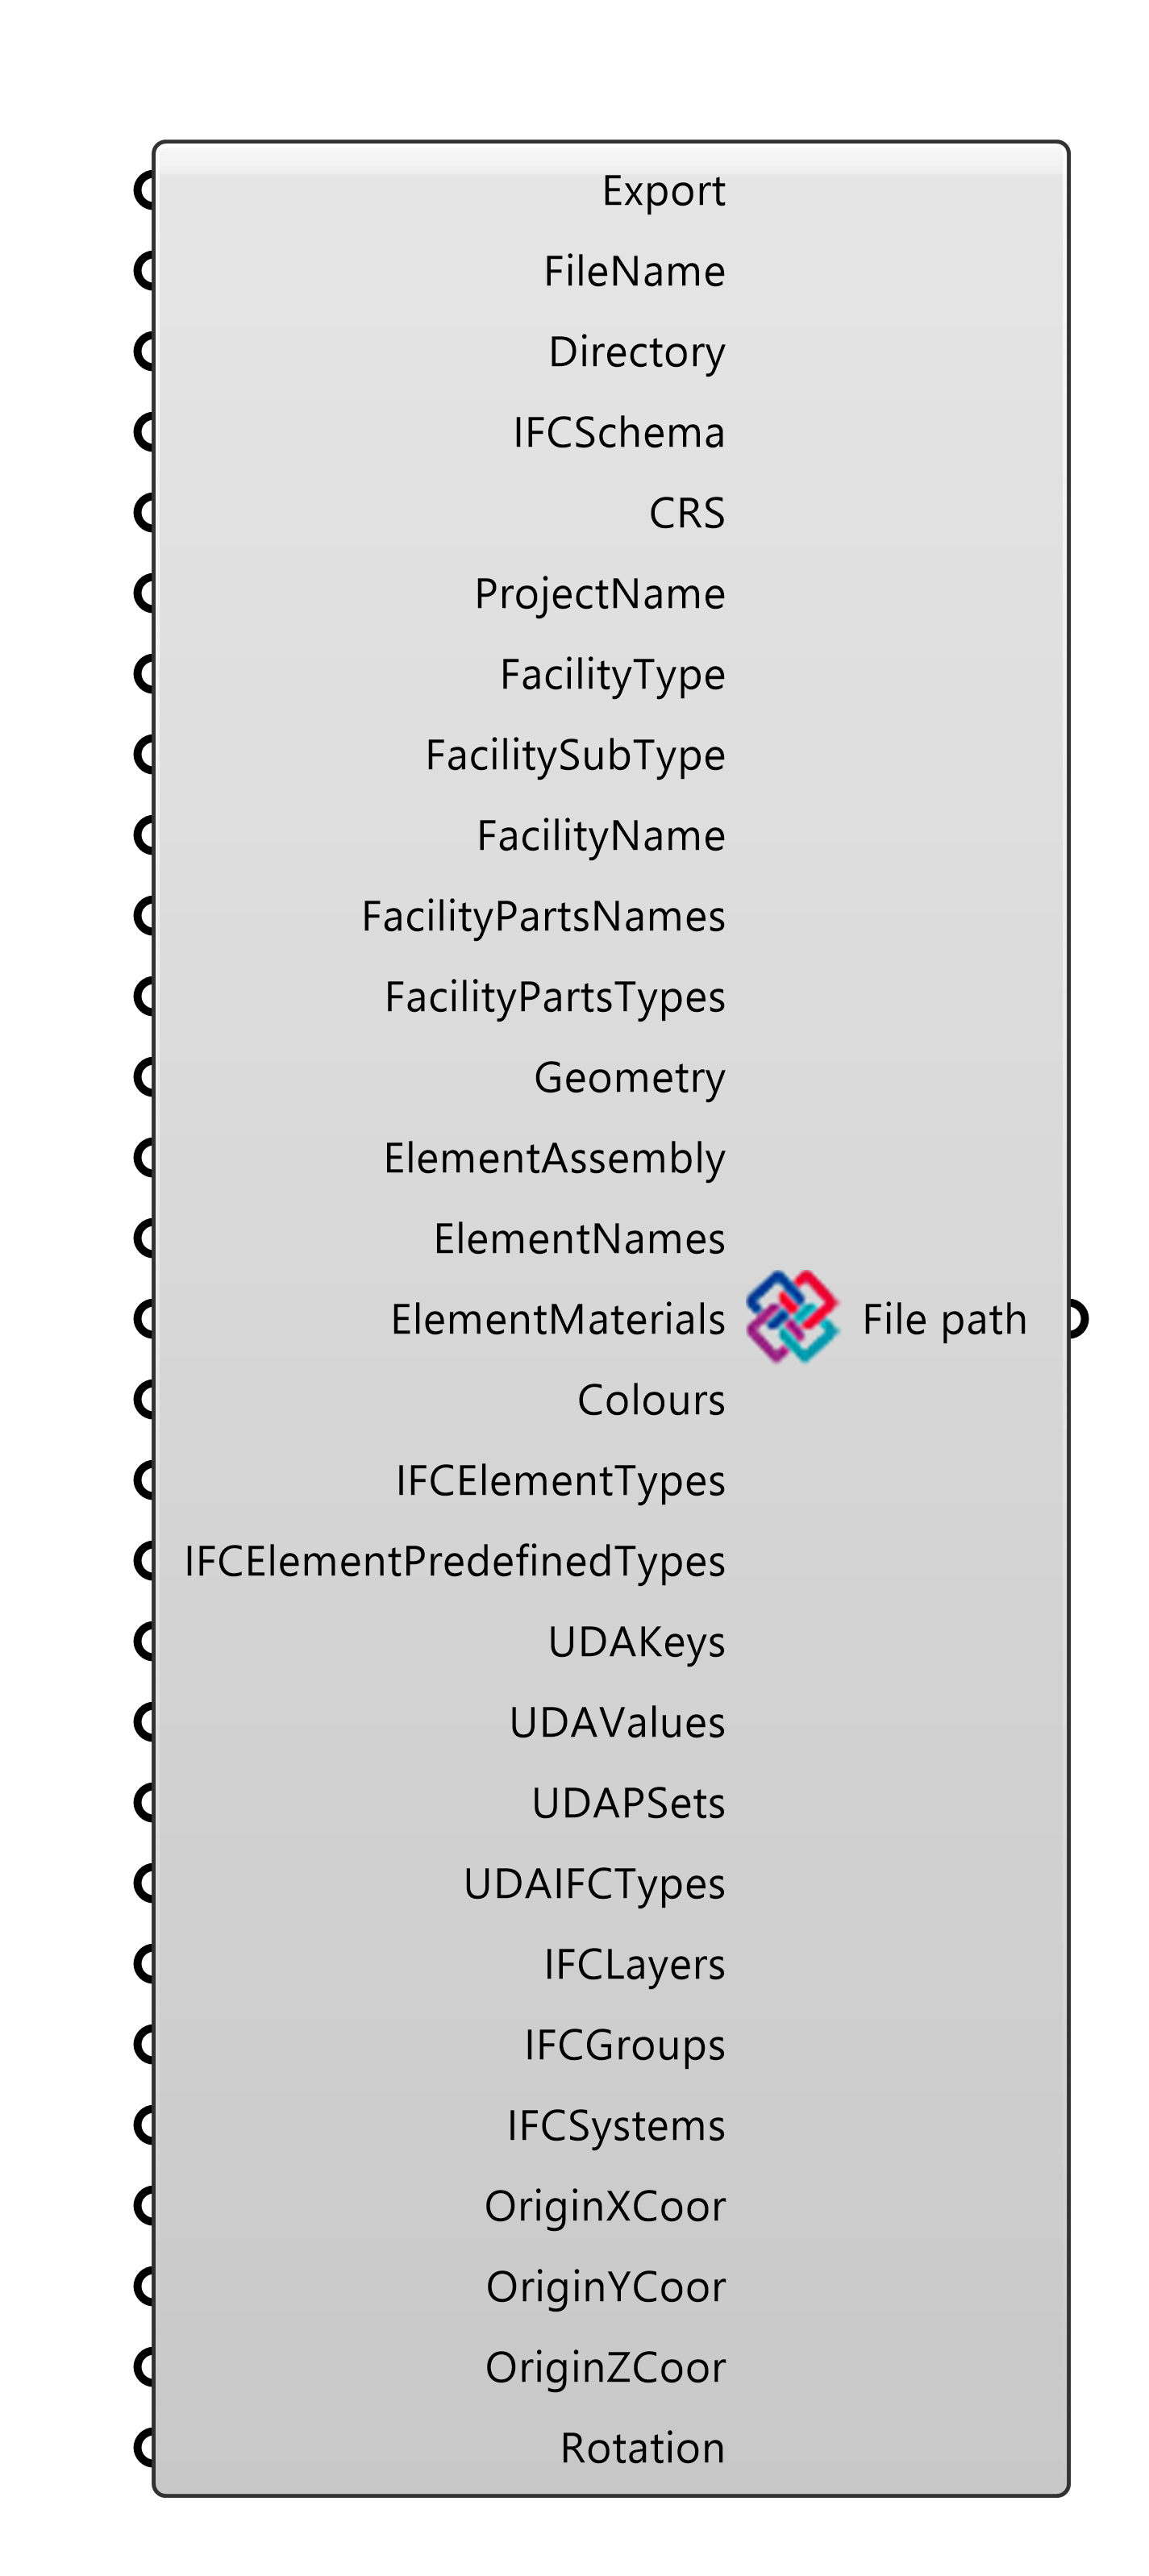 Export
FileName
Directory
IFCSchema
CRS
ProjectName
FacilityType
FacilitySubType
FacilityName
FacilityPartsNames
FacilityPartsTypes
Geometry
ElementAssembly
ElementNames
ElementMaterials File path
Colours
IFCElementTypes
IFCElementPredefinedTypes
UDAKeys
UDAValues
UDAPSets
UDAIFCTypes
IFCLayers
IFCGroups
IFCSystems
OriginXCoor
OriginYCoor
OriginZCoor
Rotation